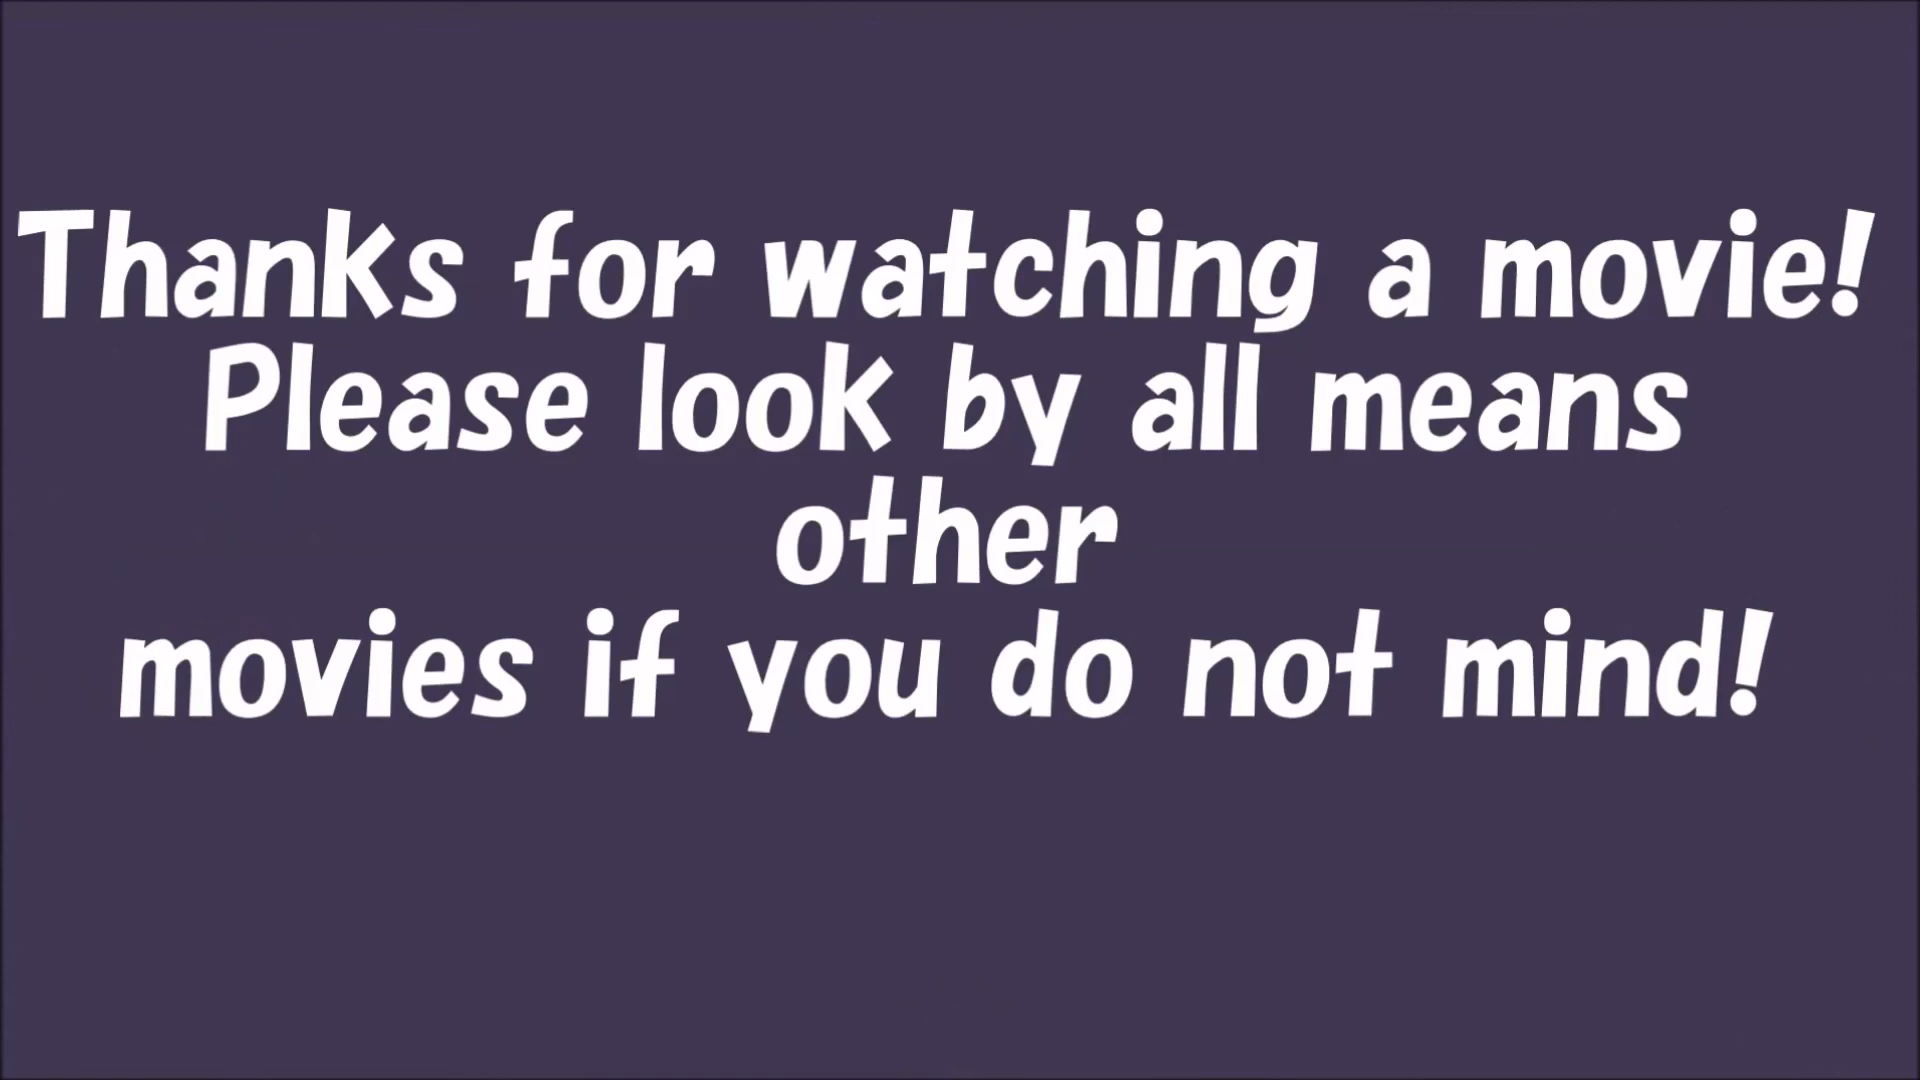 Thanks for watching a movie!
Please look by all means
other
movies if you do not mind!